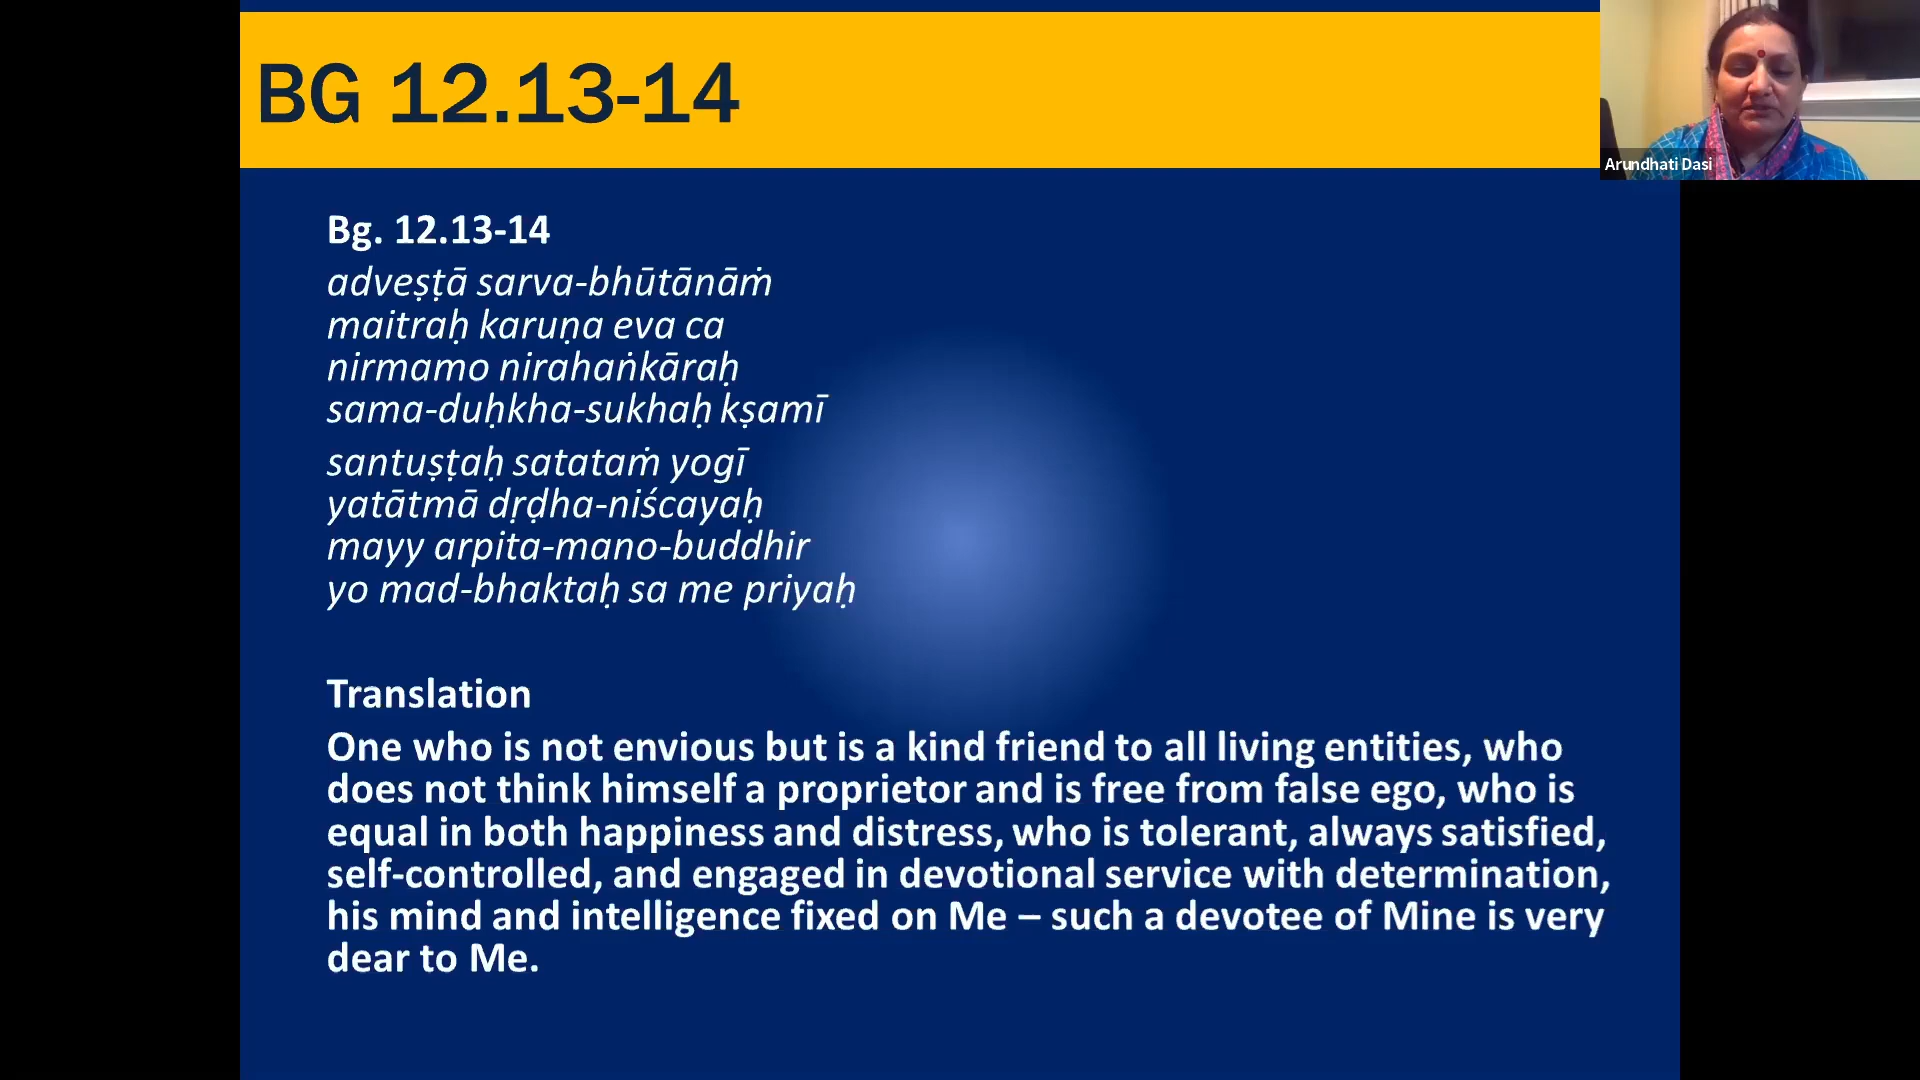 BG 12.13-14
Arundhati Dasi
Bg. 12.13-14
adveṣṭā sarva-bhūtānāṁ
maitraḥ karuṇa eva ca
nirmamo nirahaṅkāraḥ
sama-duḥkha-sukhaḥ kṣamī
santuṣṭaḥ satataṁ yogī
yatātmā dṛḍha-niścayaḥ
mayy arpita-mano-buddhir
yo mad-bhaktaḥ sa me priyaḥ
Translation
One who is not envious but is a kind friend to all living entities, who
does not think himself a proprietor and is free from false ego, who is
equal in both happiness and distress, who is tolerant, always satisfied,
self-controlled, and engaged in devotional service with determination,
his mind and intelligence fixed on Me – such a devotee of Mine is very
dear to Me.